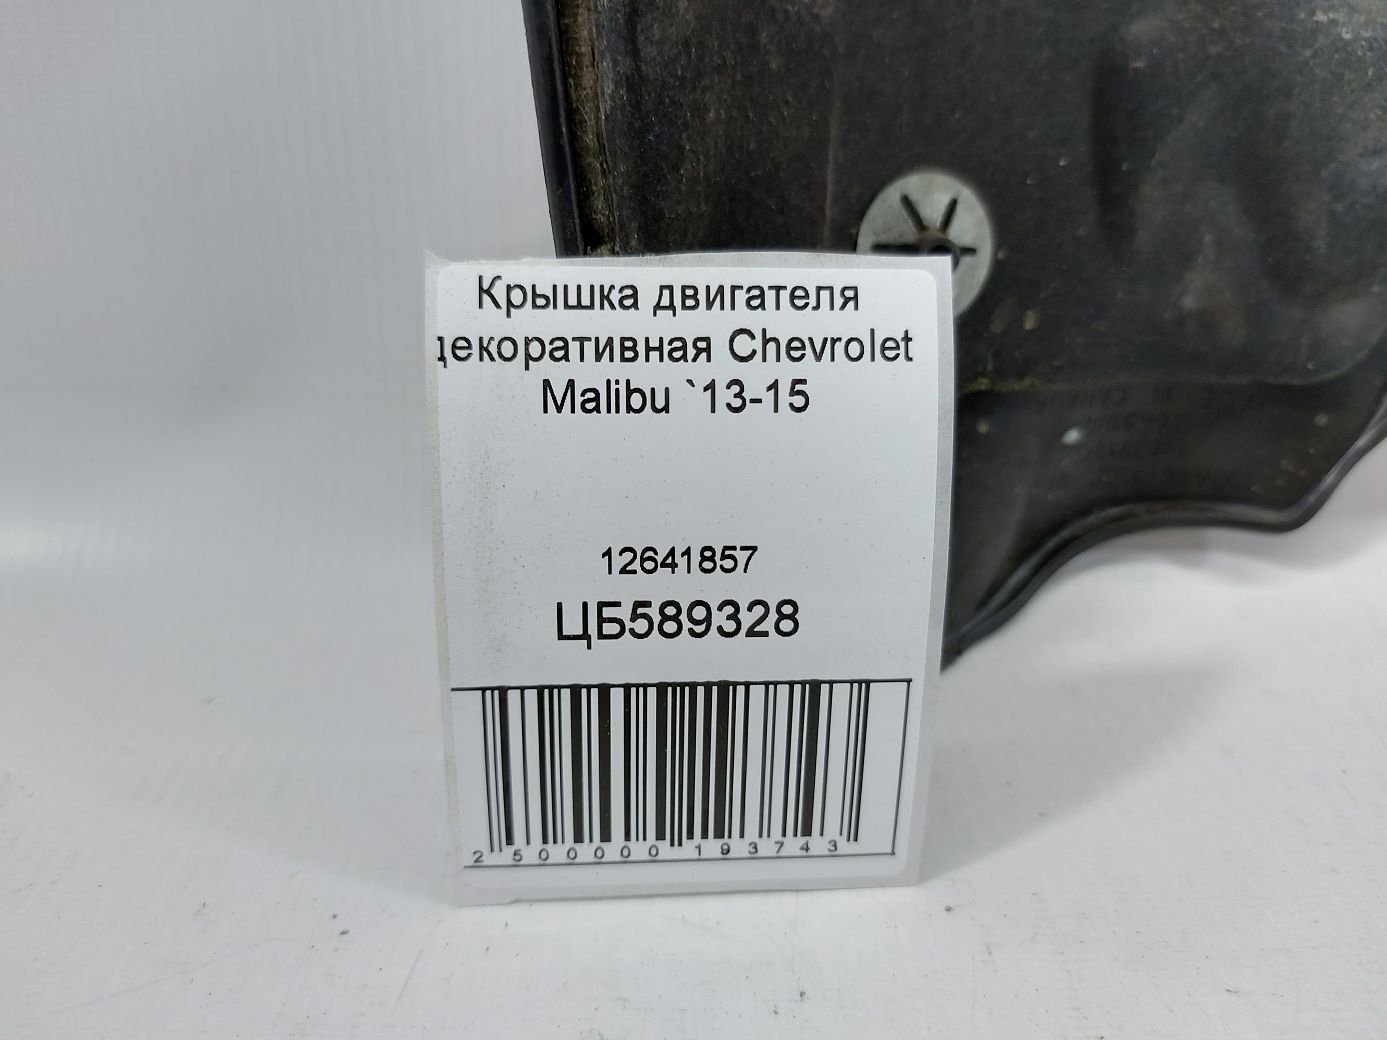 Крышка двигателя
декоративная Chevrolet
Malibu `13-15
12641857
ЦБ589328
2 500000 193743